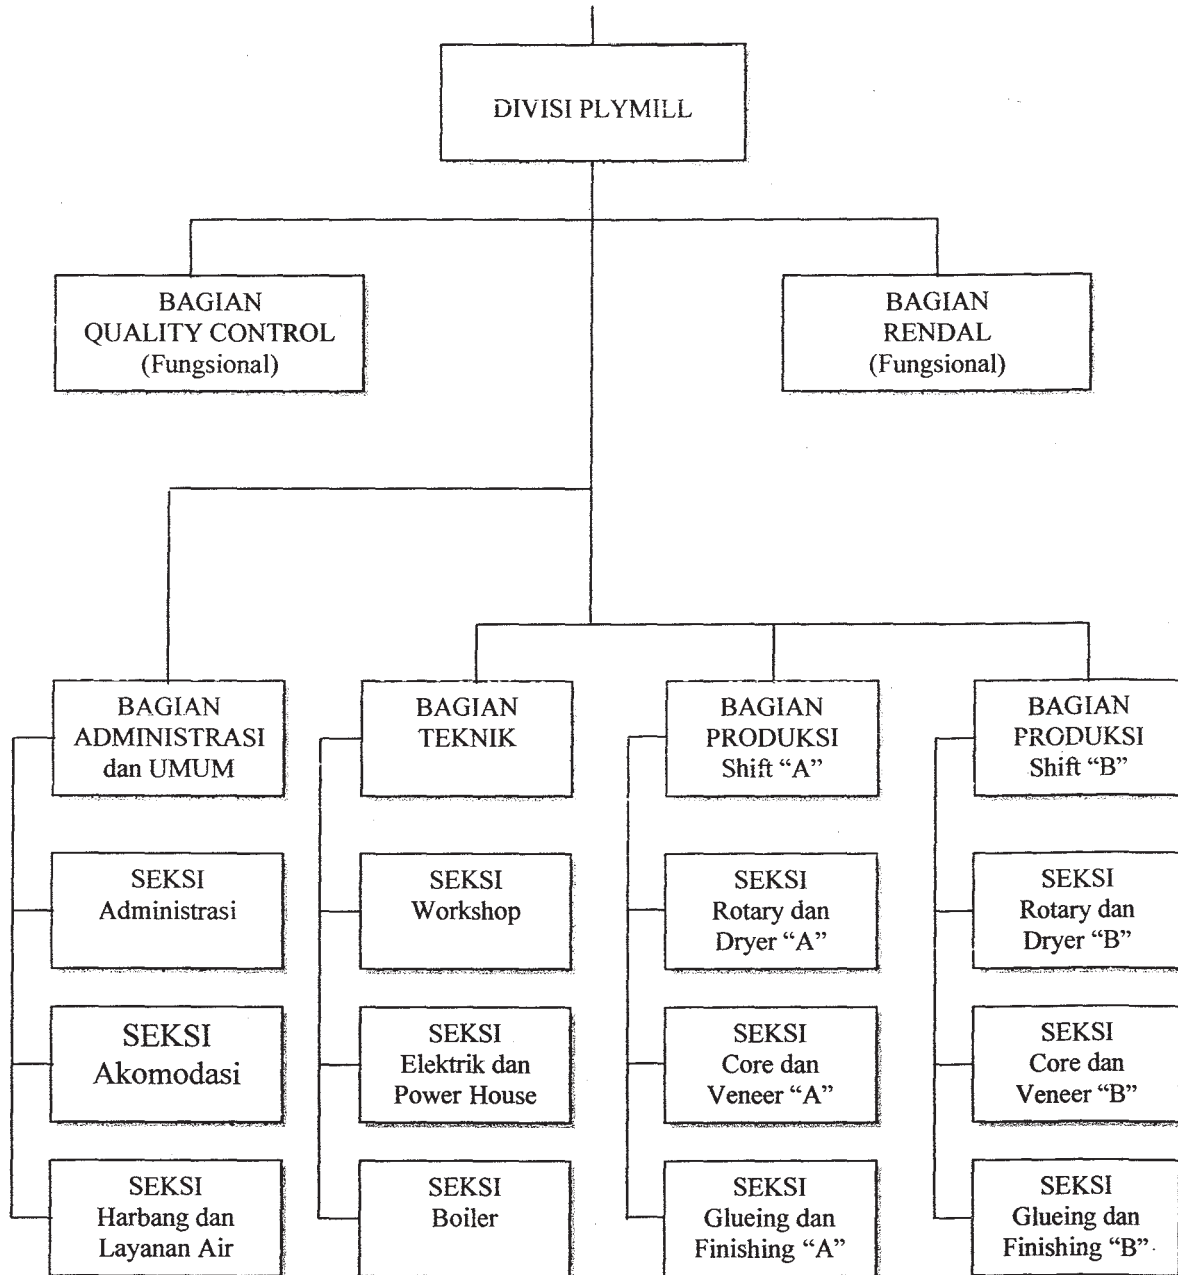 DIVISI PLYMILL
BAGIAN
QUALITY CONTROL
(Fungsional)
BAGIAN
RENDAL
(Fungsional)
BAGIAN
ADMINISTRASI
dan UMUM
BAGIAN
TEKNIK
BAGIAN
PRODUKSI
Shift “A”
BAGIAN
PRODUKSI
Shift “B”
SEKSI
Administrasi
SEKSI
Workshop
SEKSI
Rotary dan
Dryer “A”
SEKSI
Rotary dan
Dryer “B”
SEKSI
Akomodasi
SEKSI
Elektrik dan
Power House
SEKSI
Core dan
Veneer “A”
SEKSI
Core dan
Veneer “B”
SEKSI
Harbang dan
Layanan Air
SEKSI
Boiler
SEKSI
Glueing dan
Finishing “A”
SEKSI
Glueing dan
Finishing “B”